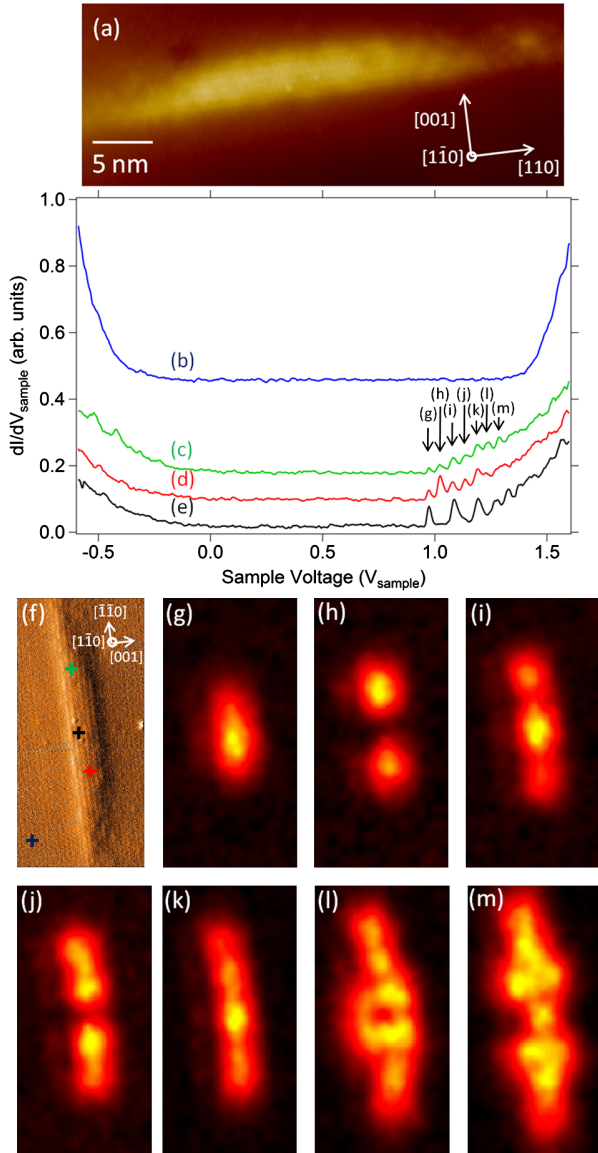 (a)
[001]
5 nm
[11̄0]
[110]
1.0
0.8
0.6
0.4
0.2
0.0
dI/dV_sample (arb. units)
(b)
(c)
(d)
(e)
(g)
(h)
(i)
(j)
(k)
(l)
(m)
-0.5
0.0
0.5
1.0
1.5
Sample Voltage (V_sample)
(f)
[1̄1̄0]
[11̄0]
[001]
(g)
(h)
(i)
(j)
(k)
(l)
(m)